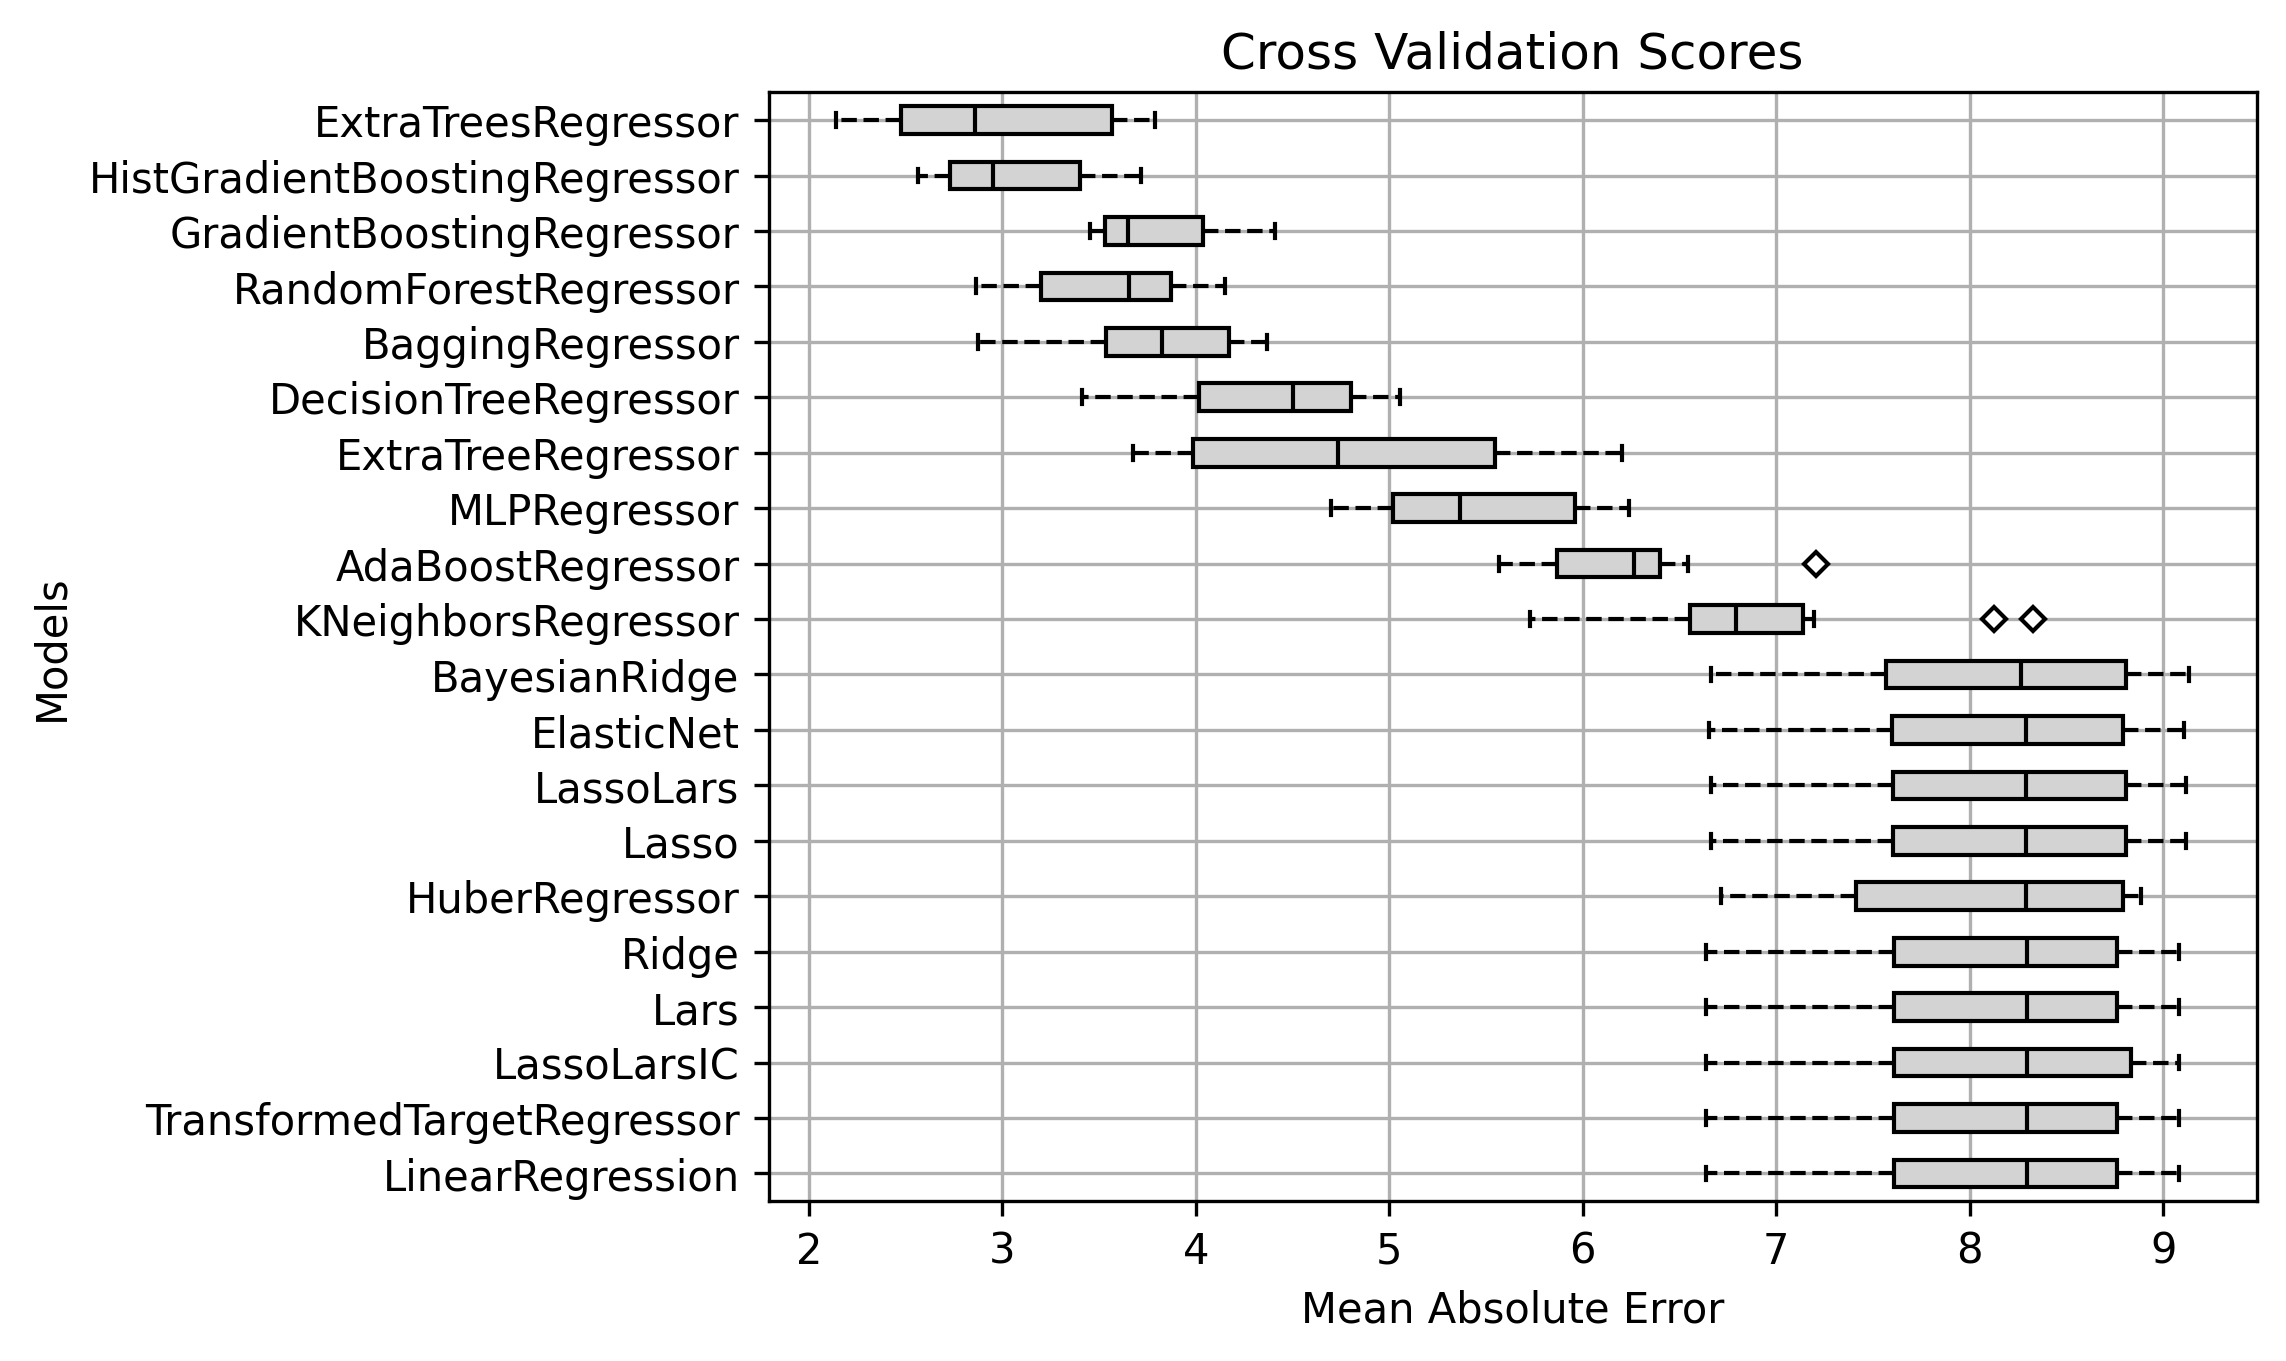 Cross Validation Scores
ExtraTreesRegressor
HistGradientBoostingRegressor
GradientBoostingRegressor
RandomForestRegressor
BaggingRegressor
DecisionTreeRegressor
ExtraTreeRegressor
MLPRegressor
AdaBoostRegressor
KNeighborsRegressor
BayesianRidge
ElasticNet
LassoLars
Lasso
HuberRegressor
Ridge
Lars
LassoLarsIC
TransformedTargetRegressor
LinearRegression
Models
2 3 4 5 6 7 8 9
Mean Absolute Error